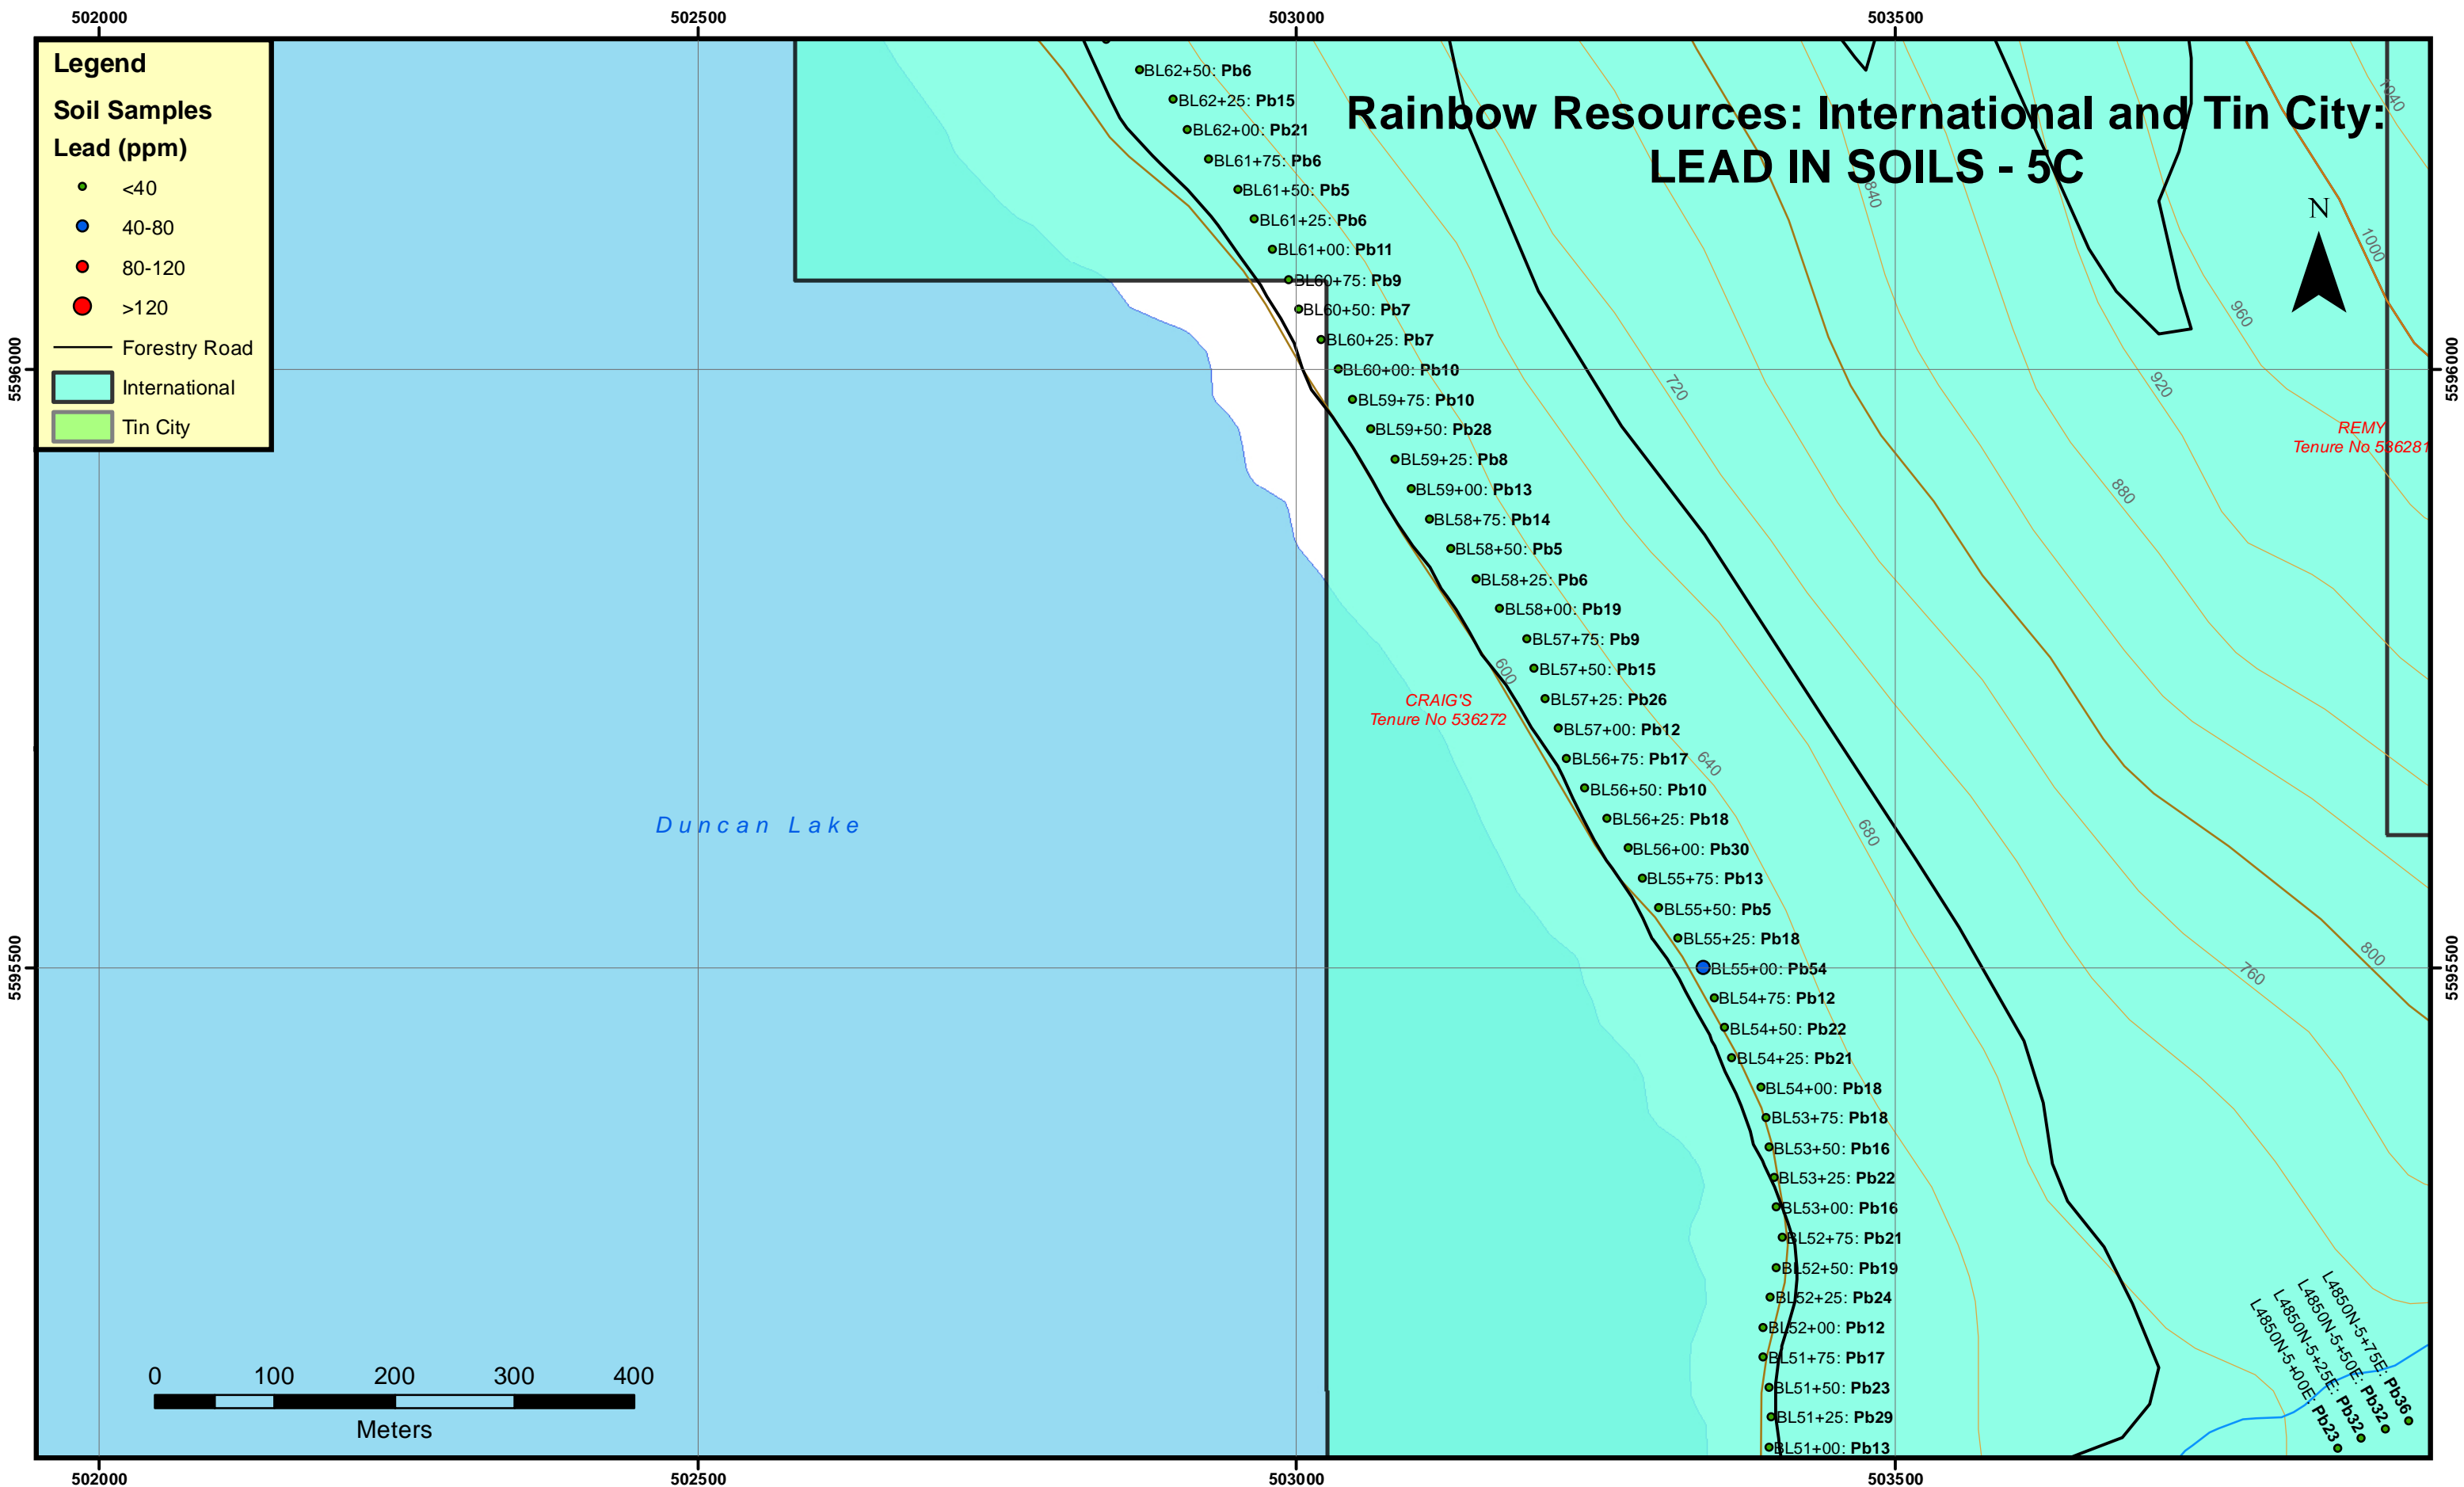 502000
502500
503000
503500
Legend
Soil Samples
Lead (ppm)
<40
40-80
80-120
>120
Forestry Road
International
Tin City
Rainbow Resources: International and Tin City:
LEAD IN SOILS - 5C
N
BL62+50: Pb6
BL62+25: Pb15
BL62+00: Pb21
BL61+75: Pb6
BL61+50: Pb5
BL61+25: Pb6
BL61+00: Pb11
BL60+75: Pb9
BL60+50: Pb7
BL60+25: Pb7
BL60+00: Pb10
BL59+75: Pb10
BL59+50: Pb28
BL59+25: Pb8
BL59+00: Pb13
BL58+75: Pb14
BL58+50: Pb5
BL58+25: Pb6
BL58+00: Pb19
BL57+75: Pb9
BL57+50: Pb15
BL57+25: Pb26
BL57+00: Pb12
BL56+75: Pb17
BL56+50: Pb10
BL56+25: Pb18
BL56+00: Pb30
BL55+75: Pb13
BL55+50: Pb5
BL55+25: Pb18
BL55+00: Pb54
BL54+75: Pb12
BL54+50: Pb22
BL54+25: Pb21
BL54+00: Pb18
BL53+75: Pb18
BL53+50: Pb16
BL53+25: Pb22
BL53+00: Pb16
BL52+75: Pb21
BL52+50: Pb19
BL52+25: Pb24
BL52+00: Pb12
BL51+75: Pb17
BL51+50: Pb23
BL51+25: Pb29
BL51+00: Pb13
1040
1000
960
920
880
840
800
760
720
680
640
600
REMY
Tenure No 536281
CRAIG'S
Tenure No 536272
Duncan Lake
L4850N-5+00E: Pb23
L4850N-5+25E: Pb32
L4850N-5+50E: Pb32
L4850N-5+75E: Pb36
5596000
5596000
5595500
5595500
0 100 200 300 400
Meters
502000
502500
503000
503500